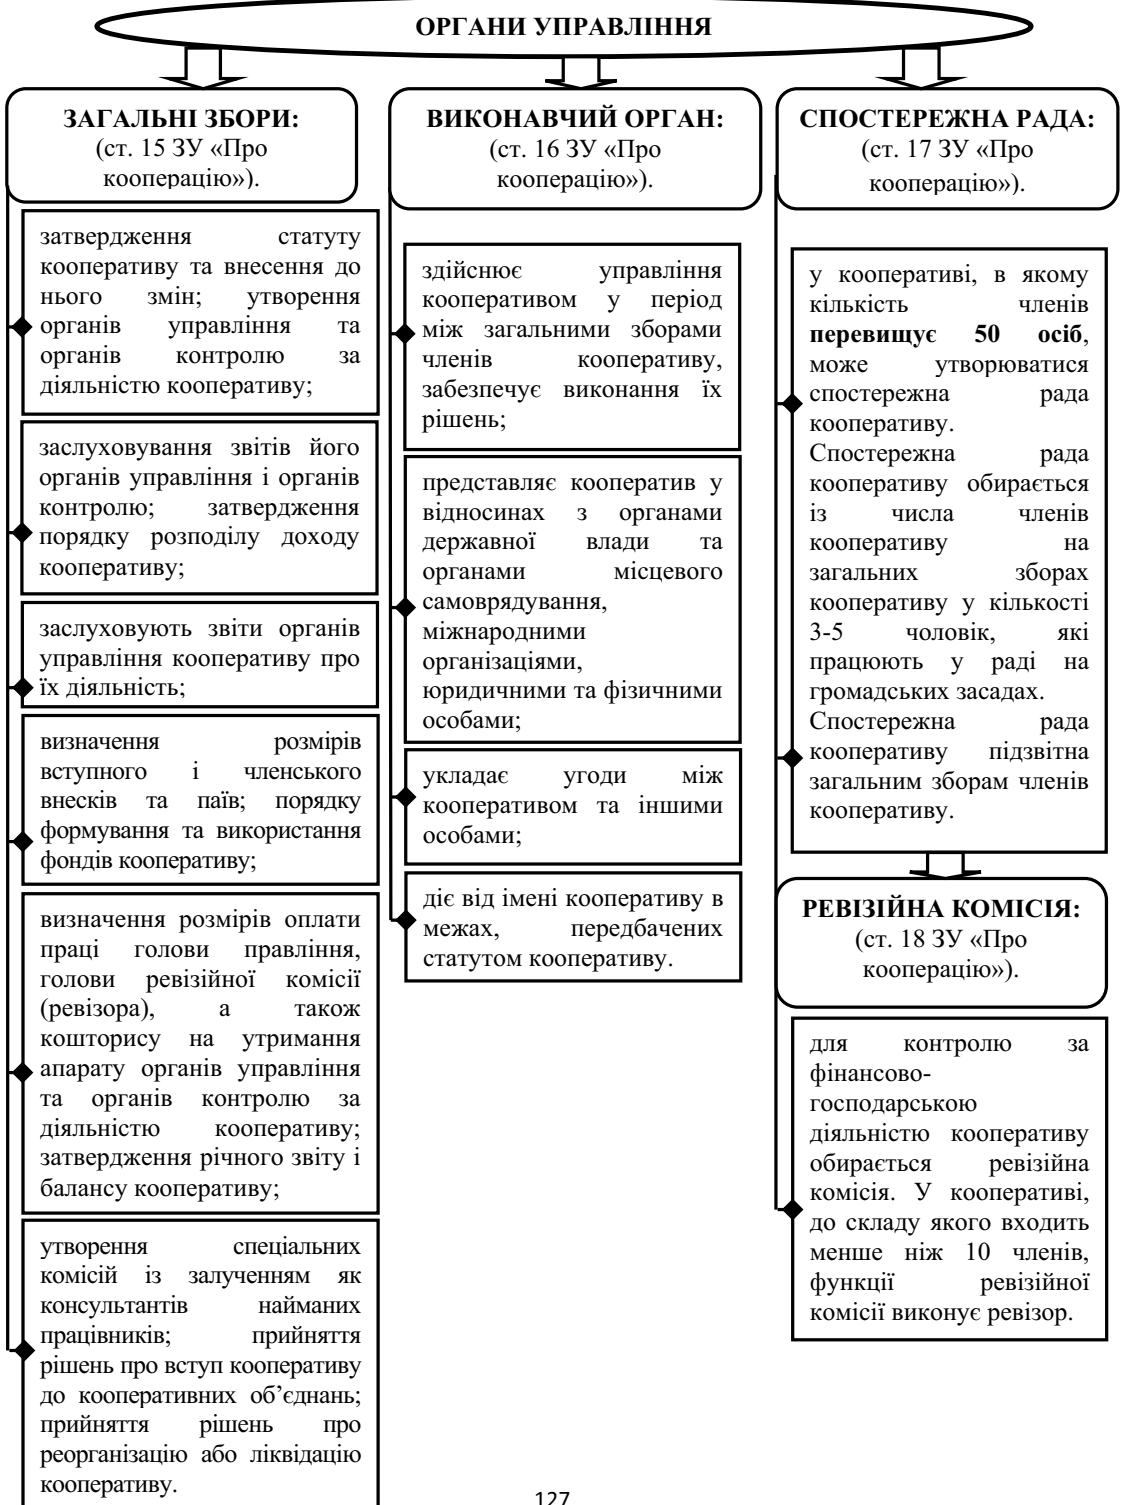 ОРГАНИ УПРАВЛІННЯ
ЗАГАЛЬНІ ЗБОРИ:
(ст. 15 ЗУ «Про
кооперацію»).
затвердження статуту
кооперативу та внесення до
нього змін; утворення
органів управління та
органів контролю за
діяльністю кооперативу;
заслуховування звітів його
органів управління і органів
контролю; затвердження
порядку розподілу доходу
кооперативу;
заслуховують звіти органів
управління кооперативу про
їх діяльність;
визначення розмірів
вступного і членського
внесків та паїв; порядку
формування та використання
фондів кооперативу;
визначення розмірів оплати
праці голови правління,
голови ревізійної комісії
(ревізора), а також
кошторису на утримання
апарату органів управління
та органів контролю за
діяльністю кооперативу;
затвердження річного звіту і
балансу кооперативу;
утворення спеціальних
комісій із залученням як
консультантів найманих
працівників; прийняття
рішень про вступ кооперативу
до кооперативних об’єднань;
прийняття рішень про
реорганізацію або ліквідацію
кооперативу.
ВИКОНАВЧИЙ ОРГАН:
(ст. 16 ЗУ «Про
кооперацію»).
здійснює управління
кооперативом у період
між загальними зборами
членів кооперативу,
забезпечує виконання їх
рішень;
представляє кооператив у
відносинах з органами
державної влади та
органами місцевого
самоврядування,
міжнародними
організаціями,
юридичними та фізичними
особами;
укладає угоди між
кооперативом та іншими
особами;
діє від імені кооперативу в
межах, передбачених
статутом кооперативу.
СПОСТЕРЕЖНА РАДА:
(ст. 17 ЗУ «Про
кооперацію»).
у кооперативі, в якому
кількість членів
перевищує 50 осіб,
може утворюватися
спостережна рада
кооперативу.
Спостережна рада
кооперативу обирається
із числа членів
кооперативу на
загальних зборах
кооперативу у кількості
3-5 чоловік, які
працюють у раді на
громадських засадах.
Спостережна рада
кооперативу підзвітна
загальним зборам членів
кооперативу.
РЕВІЗІЙНА КОМІСІЯ:
(ст. 18 ЗУ «Про
кооперацію»).
для контролю за
фінансово-
господарською
діяльністю кооперативу
обирається ревізійна
комісія. У кооперативі,
до складу якого входить
менше ніж 10 членів,
функції ревізійної
комісії виконує ревізор.
127